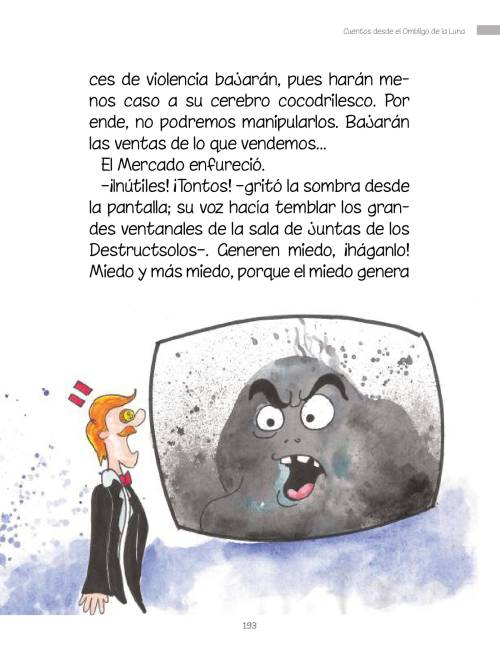 Cuentos desde el Ombligo de la Luna
ces de violencia bajarán, pues harán me-
nos caso a su cerebro cocodrilesco. Por
ende, no podremos manipularlos. Bajarán
las ventas de lo que vendemos...
El Mercado enfureció.
–¡Inútiles! ¡Tontos! –gritó la sombra desde
la pantalla; su voz hacía temblar los gran-
des ventanales de la sala de juntas de los
Destructsolos–. Generen miedo, ¡háganlo!
Miedo y más miedo, porque el miedo genera
193